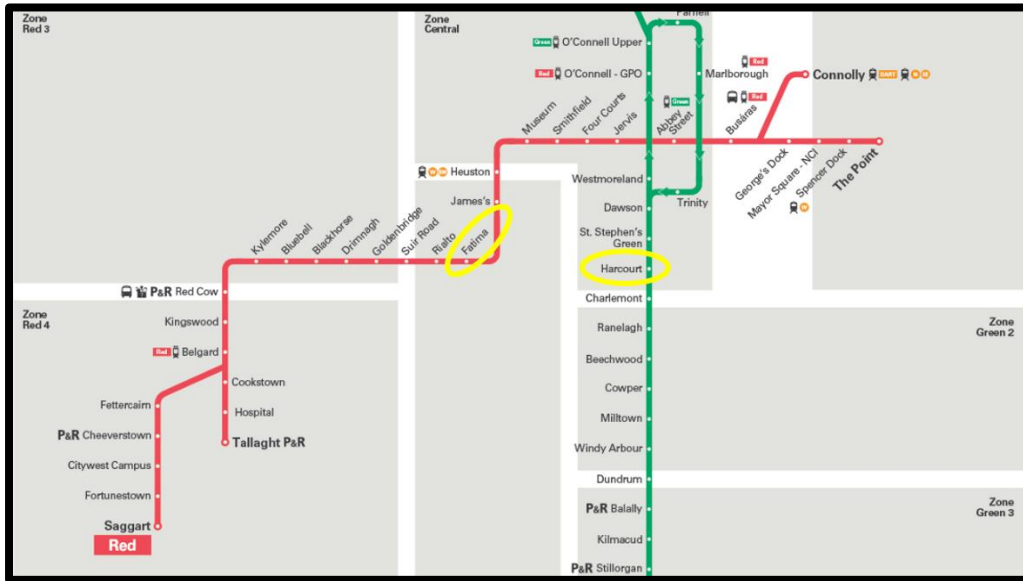 Zone
Red 3
Zone
Central
Parnell
Green O'Connell Upper
Red O'Connell - GPO
Red
Marlborough
Connolly DART
Green
Red
Museum
Smithfield
Four Courts
Jervis
Abbey
Street
Busáras
George's Dock
Mayor Square - NCI
Spencer Dock
The Point
Heuston
Westmoreland
James's
Trinity
Dawson
St. Stephen's
Green
Kylemore
Bluebell
Blackhorse
Drimnagh
Goldenbridge
Suir Road
Rialto
Fatima
Harcourt
P&R Red Cow
Charlemont
Zone
Red 4
Kingswood
Ranelagh
Zone
Green 2
Red Belgard
Beechwood
Cookstown
Cowper
Fettercairn
Hospital
Milltown
P&R Cheeverstown
Tallaght P&R
Windy Arbour
Citywest Campus
Dundrum
Fortunestown
P&R Balally
Zone
Green 3
Saggart
Red
Kilmacud
P&R Stillorgan